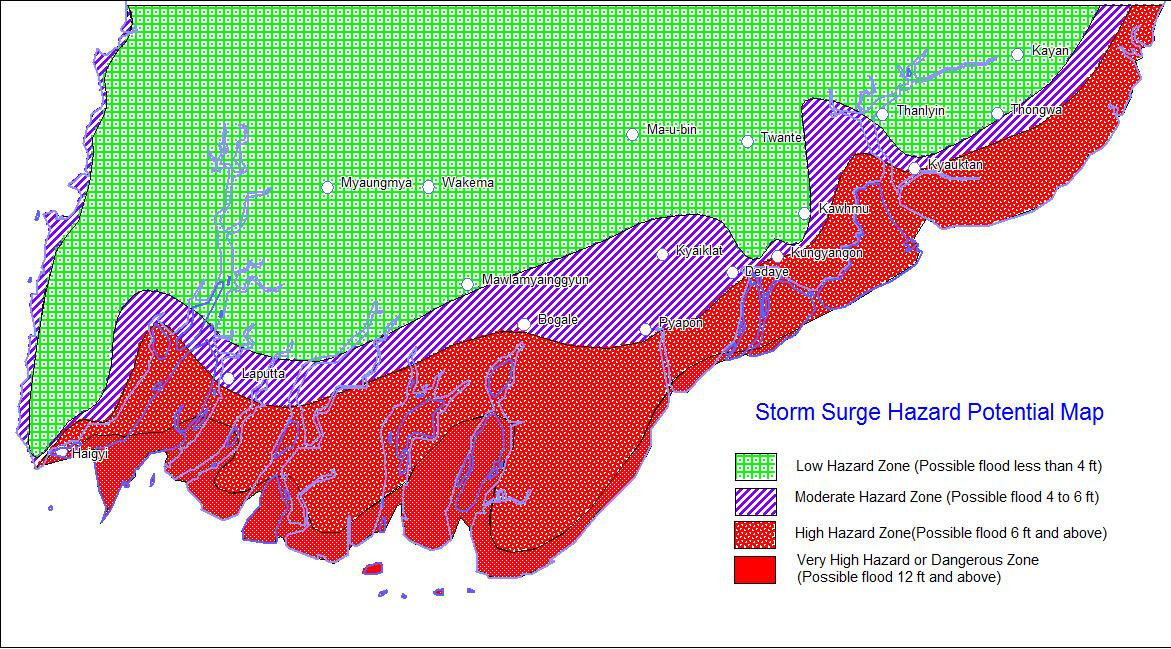 Kayan
Thanlyin
Thongwa
Ma-u-bin
Twante
Kyauktan
Myaungmya
Wakema
Kawhmu
Kyaiklat
Kungyangon
Dedaye
Mawlamyainggyun
Bogale
Pyapon
Laputta
Haigyi
Storm Surge Hazard Potential Map
Low Hazard Zone (Possible flood less than 4 ft)
Moderate Hazard Zone (Possible flood 4 to 6 ft)
High Hazard Zone(Possible flood 6 ft and above)
Very High Hazard or Dangerous Zone
(Possible flood 12 ft and above)